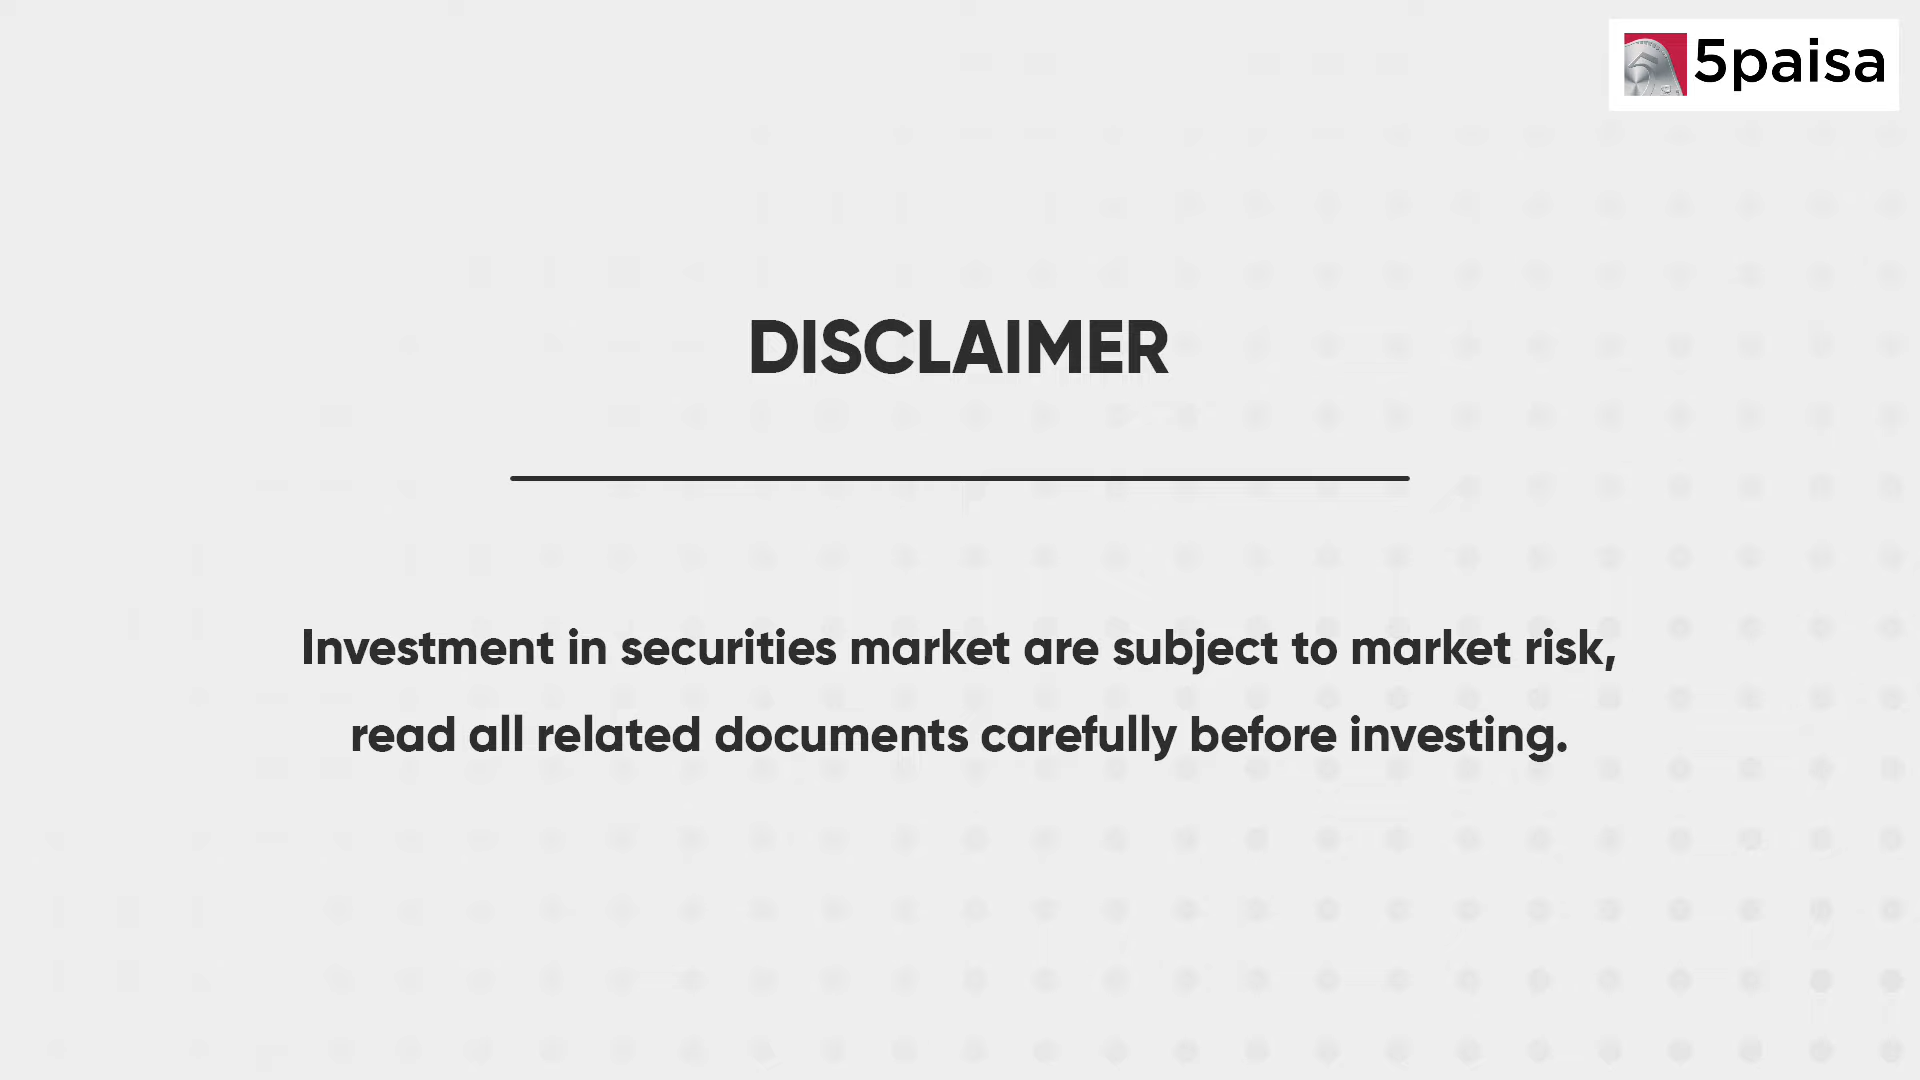 5paisa
DISCLAIMER
Investment in securities market are subject to market risk,
read all related documents carefully before investing.